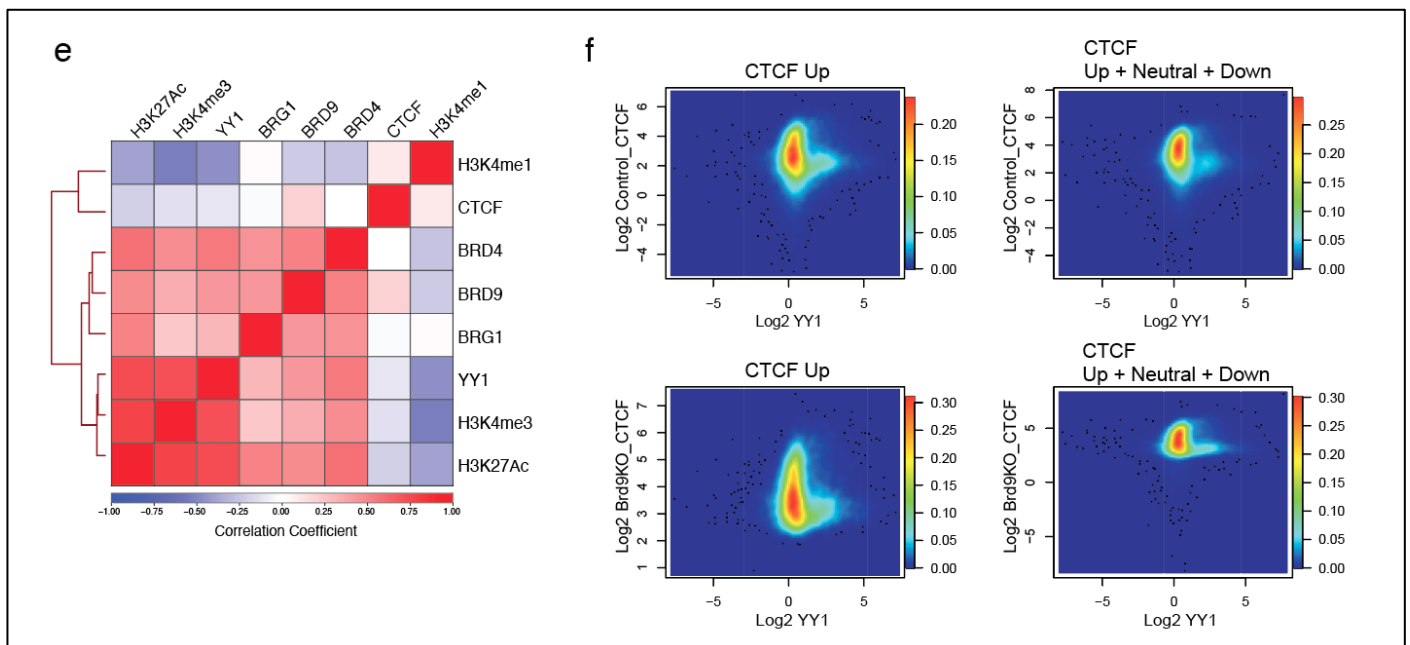 e
H3K27Ac
H3K4me3
YY1
BRG1
BRD9
BRD4
CTCF
H3K4me1
H3K4me1
CTCF
BRD4
BRD9
BRG1
YY1
H3K4me3
H3K27Ac
−1.00 −0.75 −0.50 −0.25 0.00 0.25 0.50 0.75 1.00
Correlation Coefficient
f
CTCF Up
Log2 Control_CTCF
6
4
2
0
−2
−4
−5 0 5
Log2 YY1
0.20
0.15
0.10
0.05
0.00
CTCF
Up + Neutral + Down
Log2 Control_CTCF
8
6
4
2
0
−2
−4
−5 0 5
Log2 YY1
0.25
0.20
0.15
0.10
0.05
0.00
CTCF Up
Log2 Brd9KO_CTCF
7
6
5
4
3
2
1
−5 0 5
Log2 YY1
0.30
0.25
0.20
0.15
0.10
0.05
0.00
CTCF
Up + Neutral + Down
Log2 Brd9KO_CTCF
5
0
−5
−5 0 5
Log2 YY1
0.30
0.25
0.20
0.15
0.10
0.05
0.00